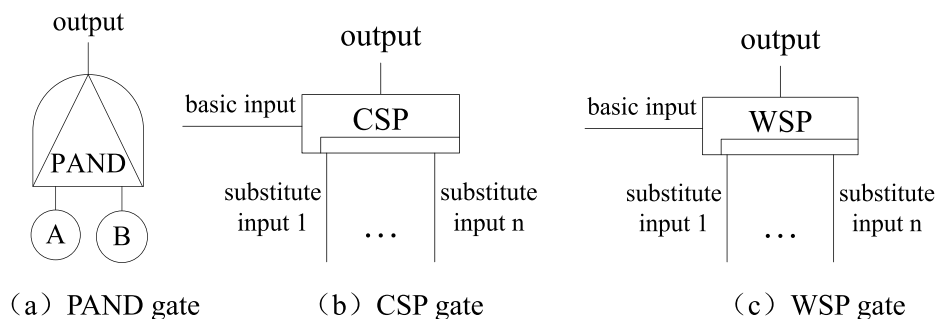 output
PAND
A B
（a）PAND gate
output
basic input
CSP
substitute
input 1
...
substitute
input n
（b）CSP gate
output
basic input
WSP
substitute
input 1
...
substitute
input n
（c）WSP gate